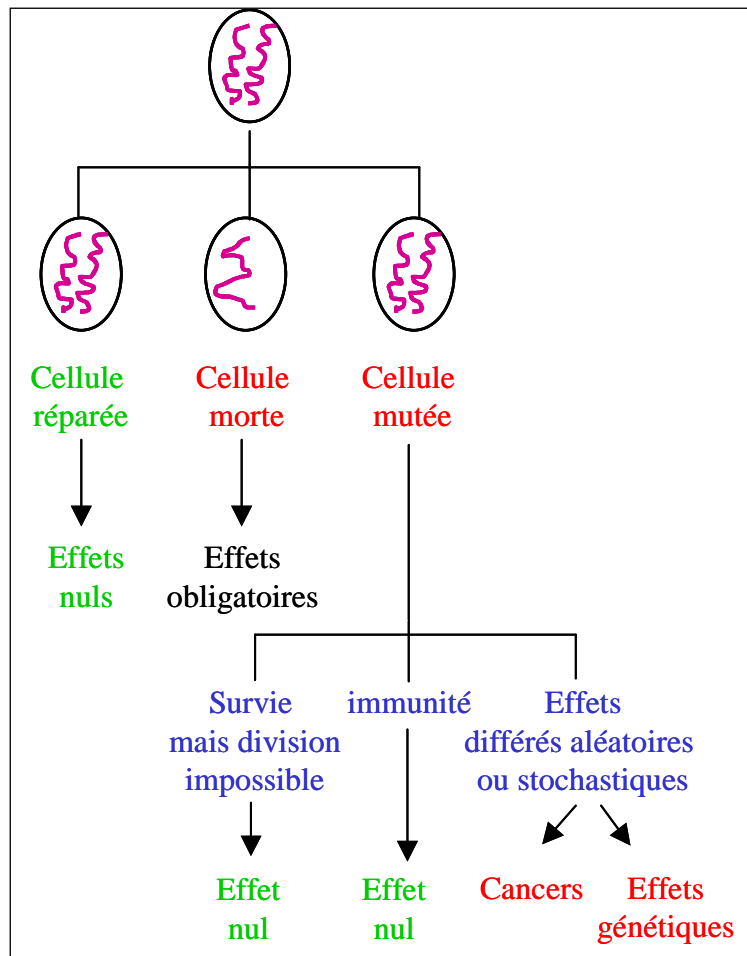 Cellule
réparée
Cellule
morte
Cellule
mutée
Effets
nuls
Effets
obligatoires
Survie
mais division
impossible
immunité
Effets
différés aléatoires
ou stochastiques
Effet
nul
Effet
nul
Cancers
Effets
génétiques